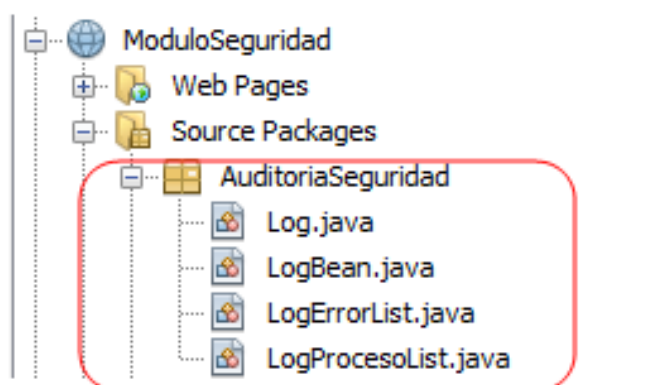 ModuloSeguridad
Web Pages
Source Packages
AuditoriaSeguridad
Log.java
LogBean.java
LogErrorList.java
LogProcesoList.java